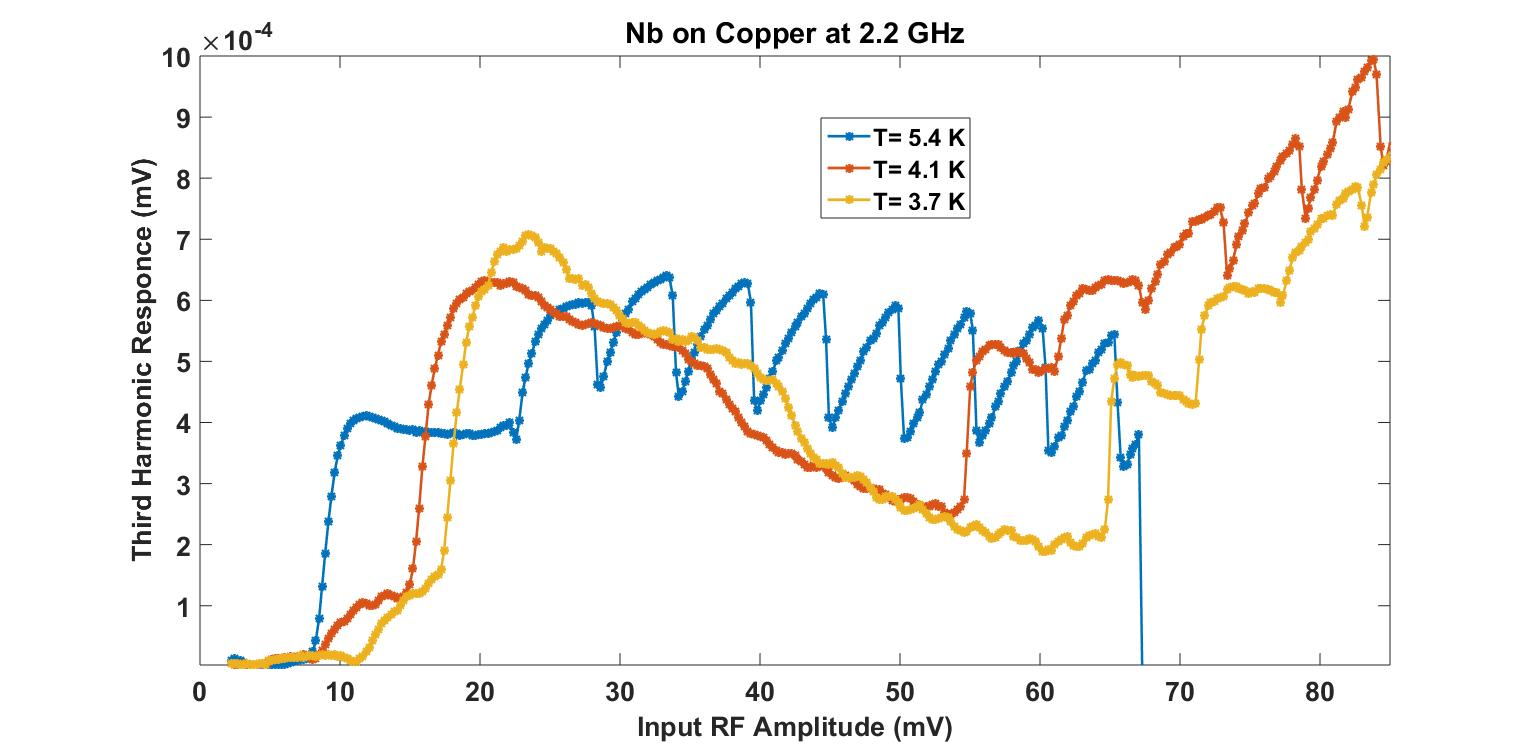 Nb on Copper at 2.2 GHz
×10-4
10
9
8
7
6
5
4
3
2
1
Third Harmonic Responce (mV)
T= 5.4 K
T= 4.1 K
T= 3.7 K
0 10 20 30 40 50 60 70 80
Input RF Amplitude (mV)